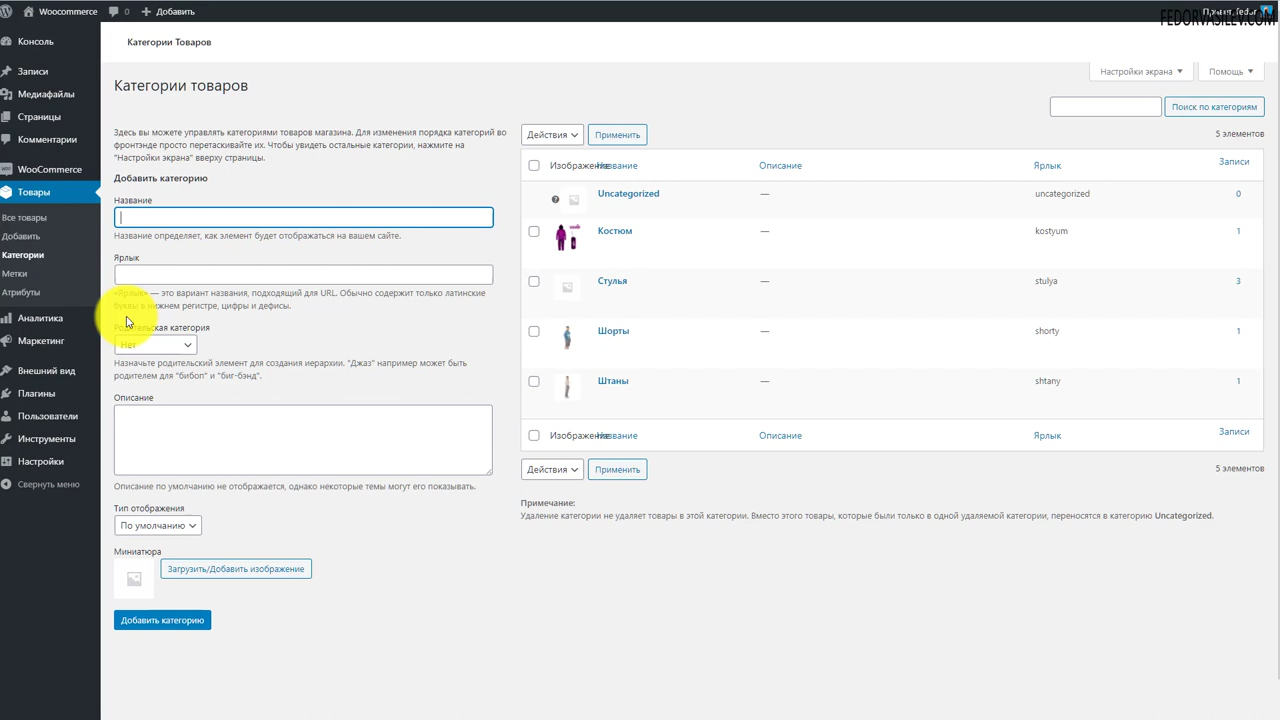 Woocommerce 0 Добавить Привет, fedor
FEDORVASILEV.COM
Консоль
Записи
Медиафайлы
Страницы
Комментарии
WooCommerce
Товары
Все товары
Добавить
Категории
Метки
Атрибуты
Аналитика
Маркетинг
Внешний вид
Плагины
Пользователи
Инструменты
Настройки
Свернуть меню
Категории Товаров
Настройки экрана Помощь
Категории товаров
Поиск по категориям
Здесь вы можете управлять категориями товаров магазина. Для изменения порядка категорий во
фронтэнде просто перетаскивайте их. Чтобы увидеть остальные категории, нажмите на
"Настройки экрана" вверху страницы.
Добавить категорию
Название
Название определяет, как элемент будет отображаться на вашем сайте.
Ярлык
«Ярлык» — это вариант названия, подходящий для URL. Обычно содержит только латинские
буквы в нижнем регистре, цифры и дефисы.
Родительская категория
Нет
Назначьте родительский элемент для создания иерархии. "Джаз" например может быть
родителем для "бибоп" и "биг-бэнд".
Описание
Описание по умолчанию не отображается, однако некоторые темы могут его показывать.
Тип отображения
По умолчанию
Миниатюра
Загрузить/Добавить изображение
Добавить категорию
Действия Применить 5 элементов
Изображение Название Описание Ярлык Записи
Uncategorized — uncategorized 0
Костюм — kostyum 1
Стулья — stulya 3
Шорты — shorty 1
Штаны — shtany 1
Изображение Название Описание Ярлык Записи
Действия Применить 5 элементов
Примечание:
Удаление категории не удаляет товары в этой категории. Вместо этого товары, которые были только в одной удаляемой категории, переносятся в категорию Uncategorized.